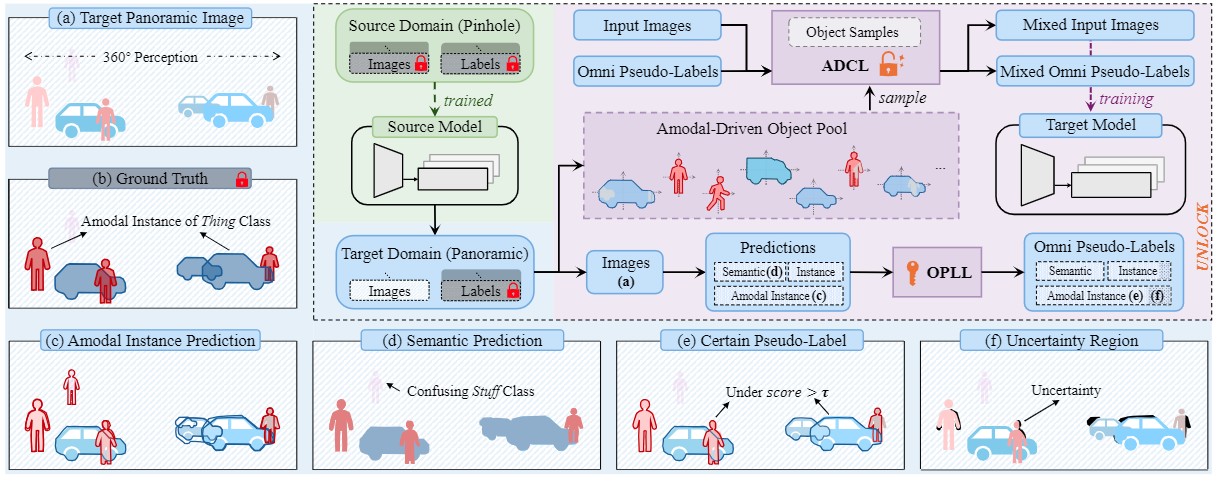 (a) Target Panoramic Image
360° Perception
(b) Ground Truth
Amodal Instance of Thing Class
Source Domain (Pinhole)
Images
Labels
trained
Source Model
Target Domain (Panoramic)
Images
Labels
Input Images
Omni Pseudo-Labels
Object Samples
ADCL
sample
Mixed Input Images
Mixed Omni Pseudo-Labels
training
Target Model
Amodal-Driven Object Pool
...
Images
(a)
Predictions
Semantic(d)
Instance
Amodal Instance (c)
OPLL
Omni Pseudo-Labels
Semantic
Instance
Amodal Instance (e) (f)
UNLOCK
(c) Amodal Instance Prediction
(d) Semantic Prediction
Confusing Stuff Class
(e) Certain Pseudo-Label
Under score > τ
(f) Uncertainty Region
Uncertainty